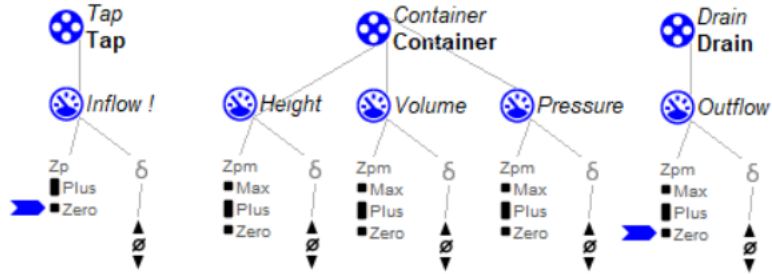 Tap Container Drain
Tap Container Drain
Inflow ! Height Volume Pressure Outflow
Zp δ Zpm δ Zpm δ Zpm δ Zpm δ
Plus Max Max Max Max
Zero Plus Plus Plus Plus
Zero Zero Zero Zero
ø ø ø ø ø